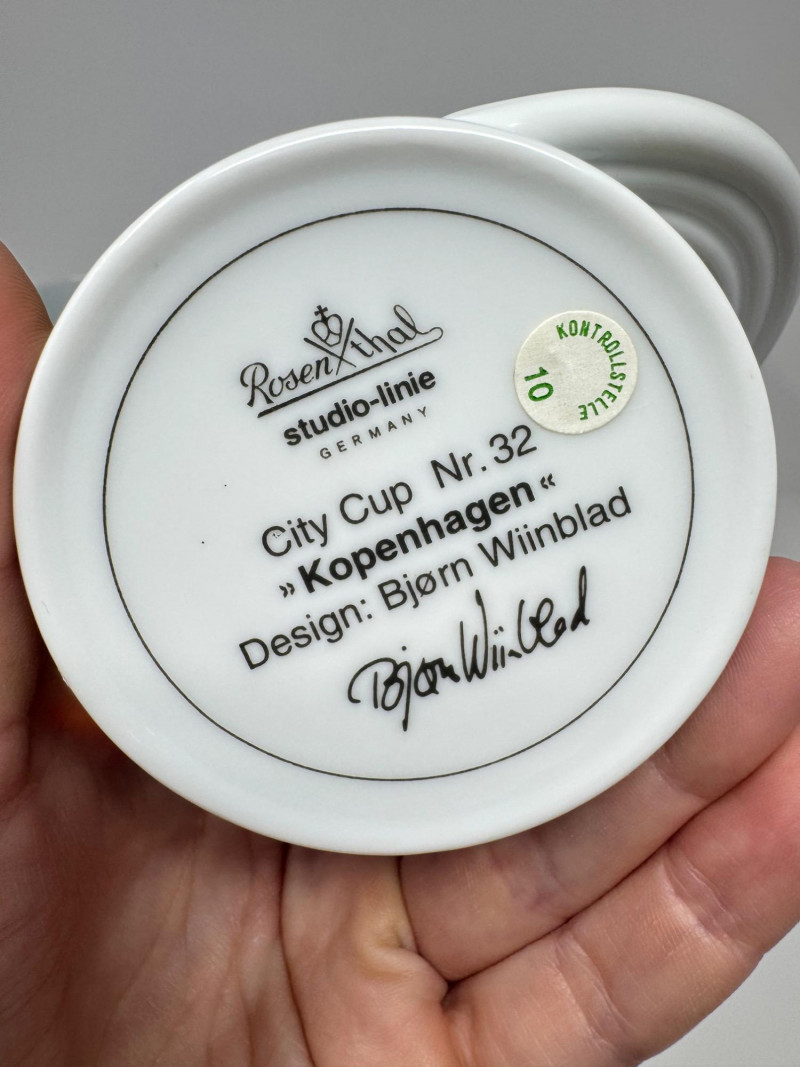 Rosenthal
studio-linie
GERMANY
KONTROLLSTELLE
10
City Cup Nr. 32
»Kopenhagen«
Design: Bjørn Wiinblad
Bjørn Wiinblad